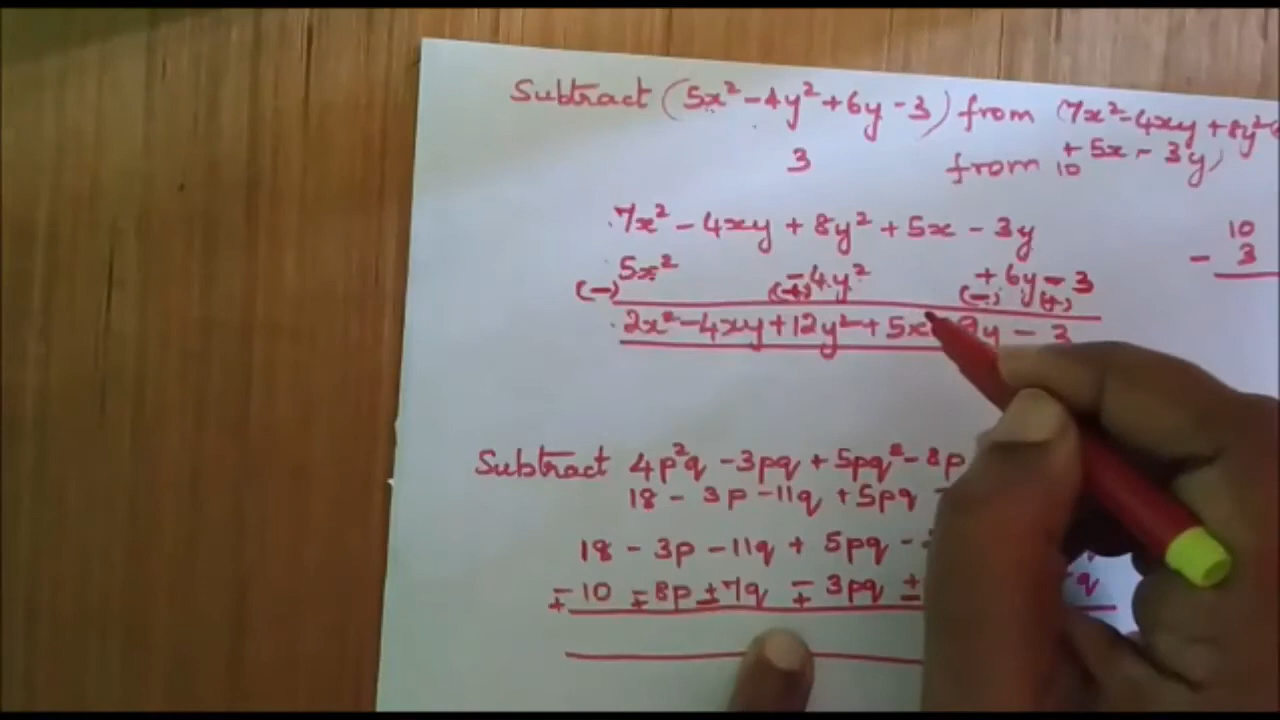 Subtract (5x² - 4y² + 6y - 3) from (7x² - 4xy + 8y²
+ 5x - 3y)
3 from 10
7x² - 4xy + 8y² + 5x - 3y
5x² - 4y² + 6y - 3
(-) (+) (-) (+)
2x² - 4xy + 12y² + 5x - 9y - 3
10
- 3
Subtract 4p²q - 3pq + 5pq² - 8p
18 - 3p - 11q + 5pq -
18 - 3p - 11q + 5pq -
- 10 - 8p + 7q - 3pq + q
+ + - + -